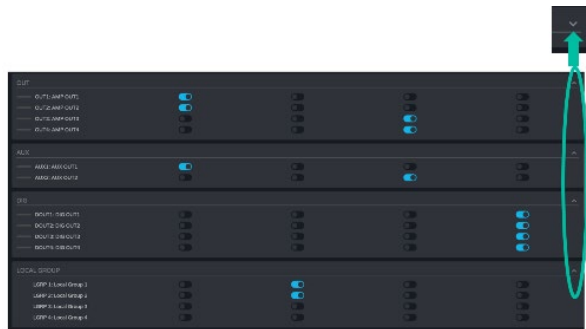 OUT
OUT1: AMP OUT1
OUT2: AMP OUT2
OUT3: AMP OUT3
OUT4: AMP OUT4
AUX
AUX1: AUX OUT1
AUX2: AUX OUT2
DIG
DOUT1: DIG OUT1
DOUT2: DIG OUT2
DOUT3: DIG OUT3
DOUT4: DIG OUT4
LOCAL GROUP
LGRP 1: Local Group 1
LGRP 2: Local Group 2
LGRP 3: Local Group 3
LGRP 4: Local Group 4